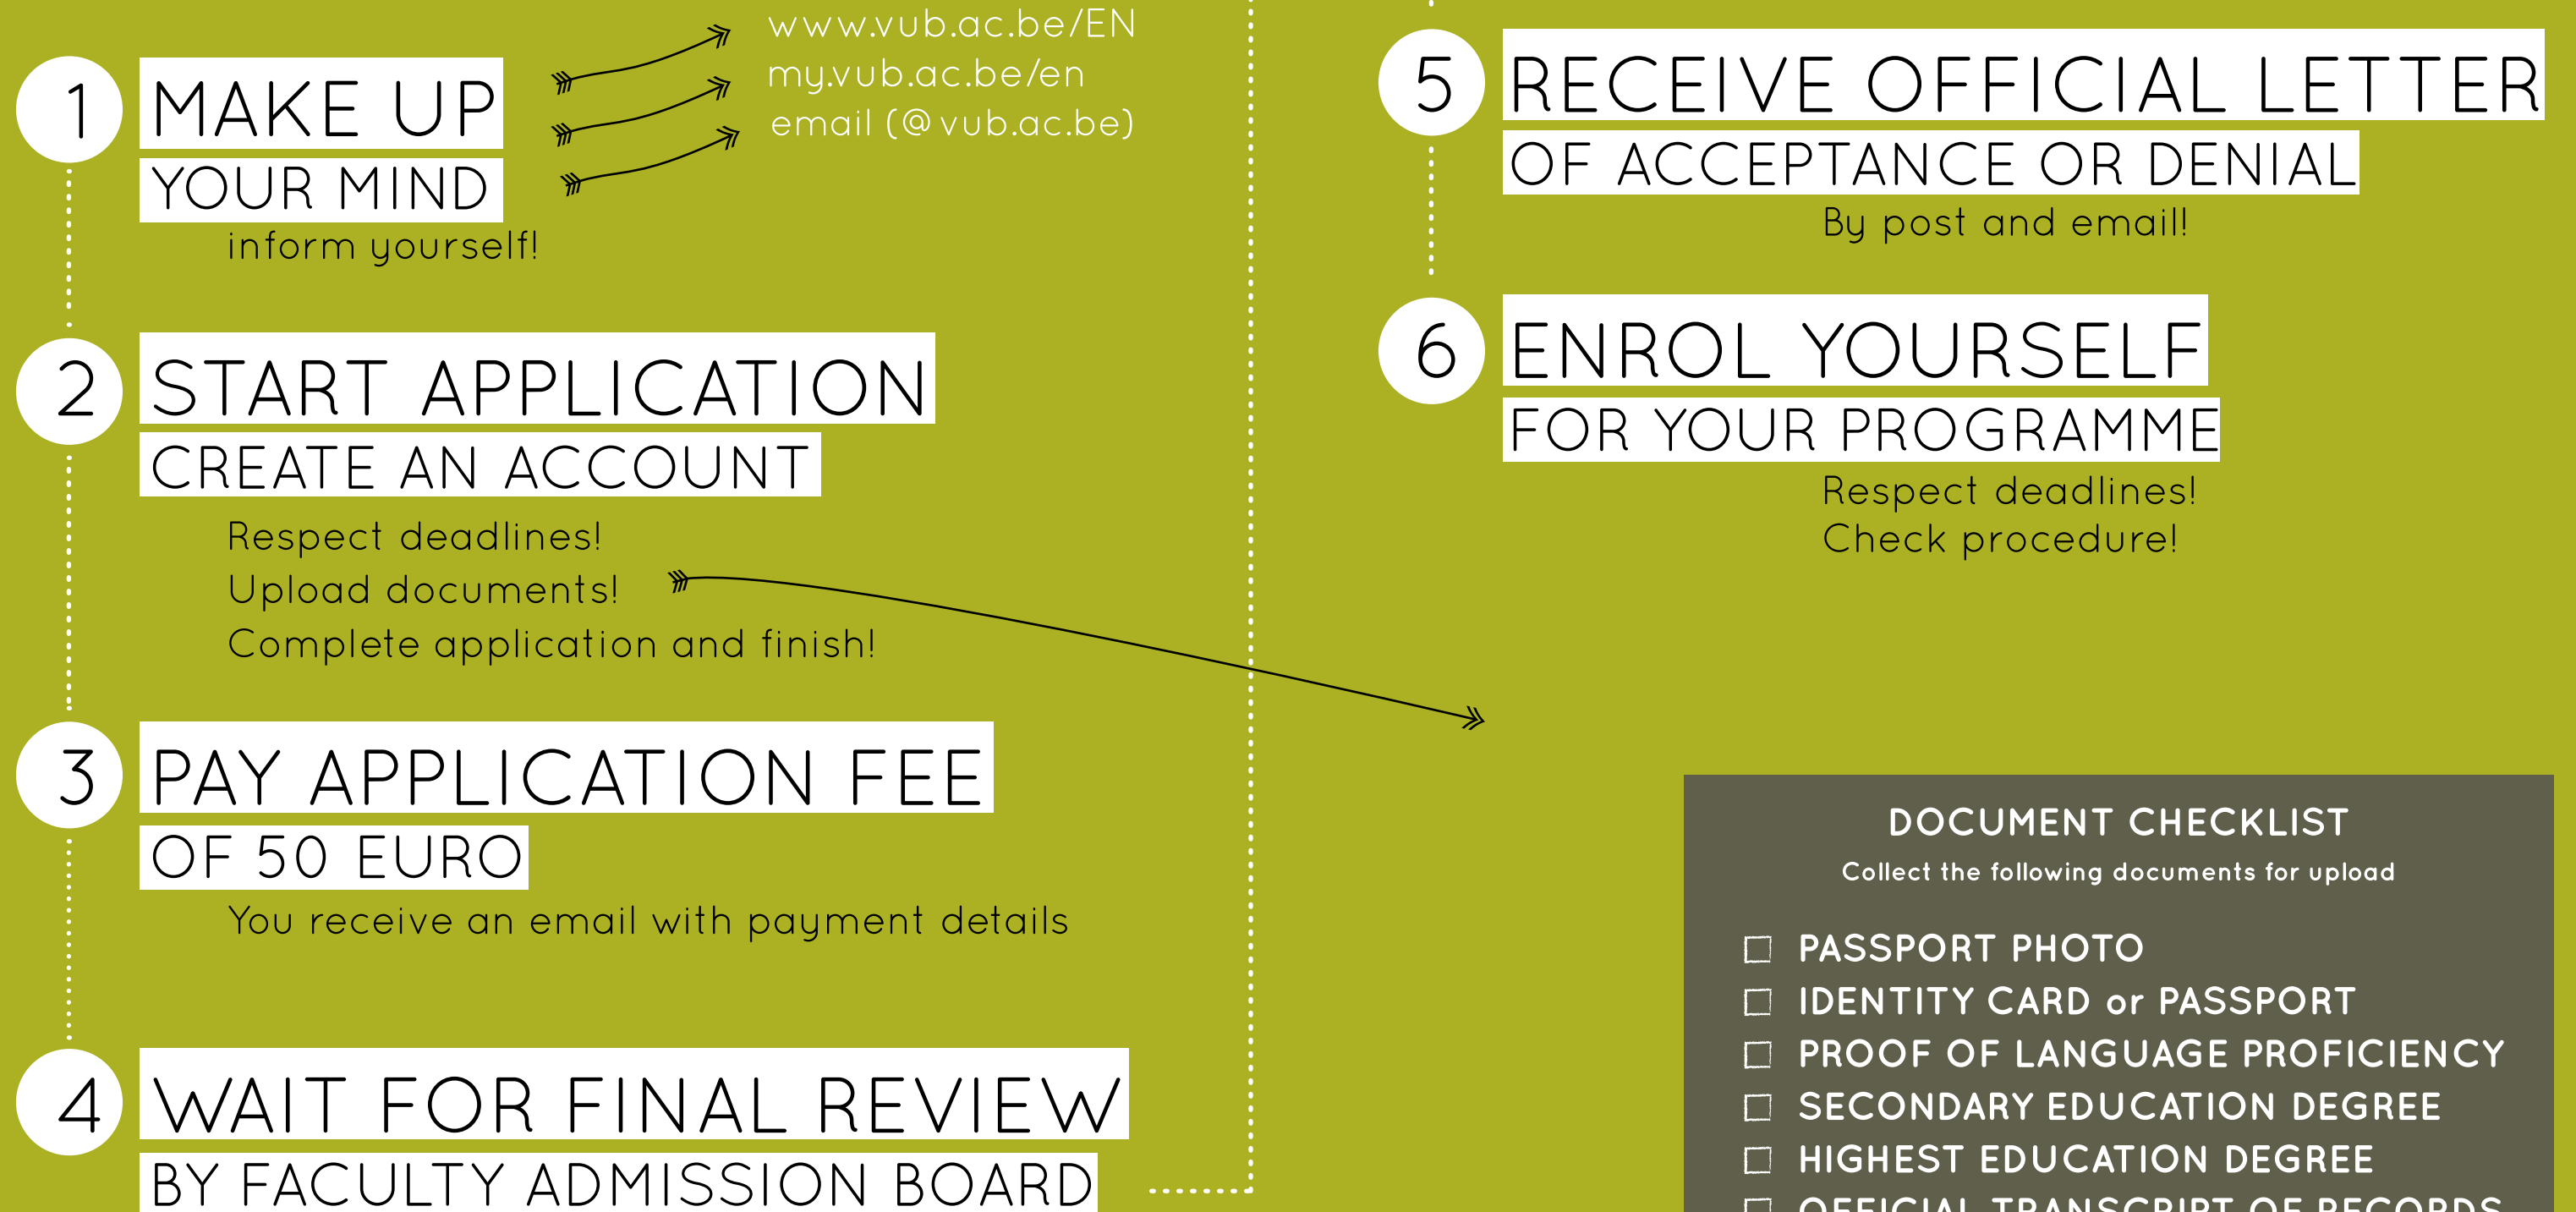 1
MAKE UP
YOUR MIND
inform yourself!
www.vub.ac.be/EN
my.vub.ac.be/en
email (@vub.ac.be)
2
START APPLICATION
CREATE AN ACCOUNT
Respect deadlines!
Upload documents!
Complete application and finish!
3
PAY APPLICATION FEE
OF 50 EURO
You receive an email with payment details
4
WAIT FOR FINAL REVIEW
BY FACULTY ADMISSION BOARD
5
RECEIVE OFFICIAL LETTER
OF ACCEPTANCE OR DENIAL
By post and email!
6
ENROL YOURSELF
FOR YOUR PROGRAMME
Respect deadlines!
Check procedure!
DOCUMENT CHECKLIST
Collect the following documents for upload
PASSPORT PHOTO
IDENTITY CARD or PASSPORT
PROOF OF LANGUAGE PROFICIENCY
SECONDARY EDUCATION DEGREE
HIGHEST EDUCATION DEGREE
OFFICIAL TRANSCRIPT OF RECORDS